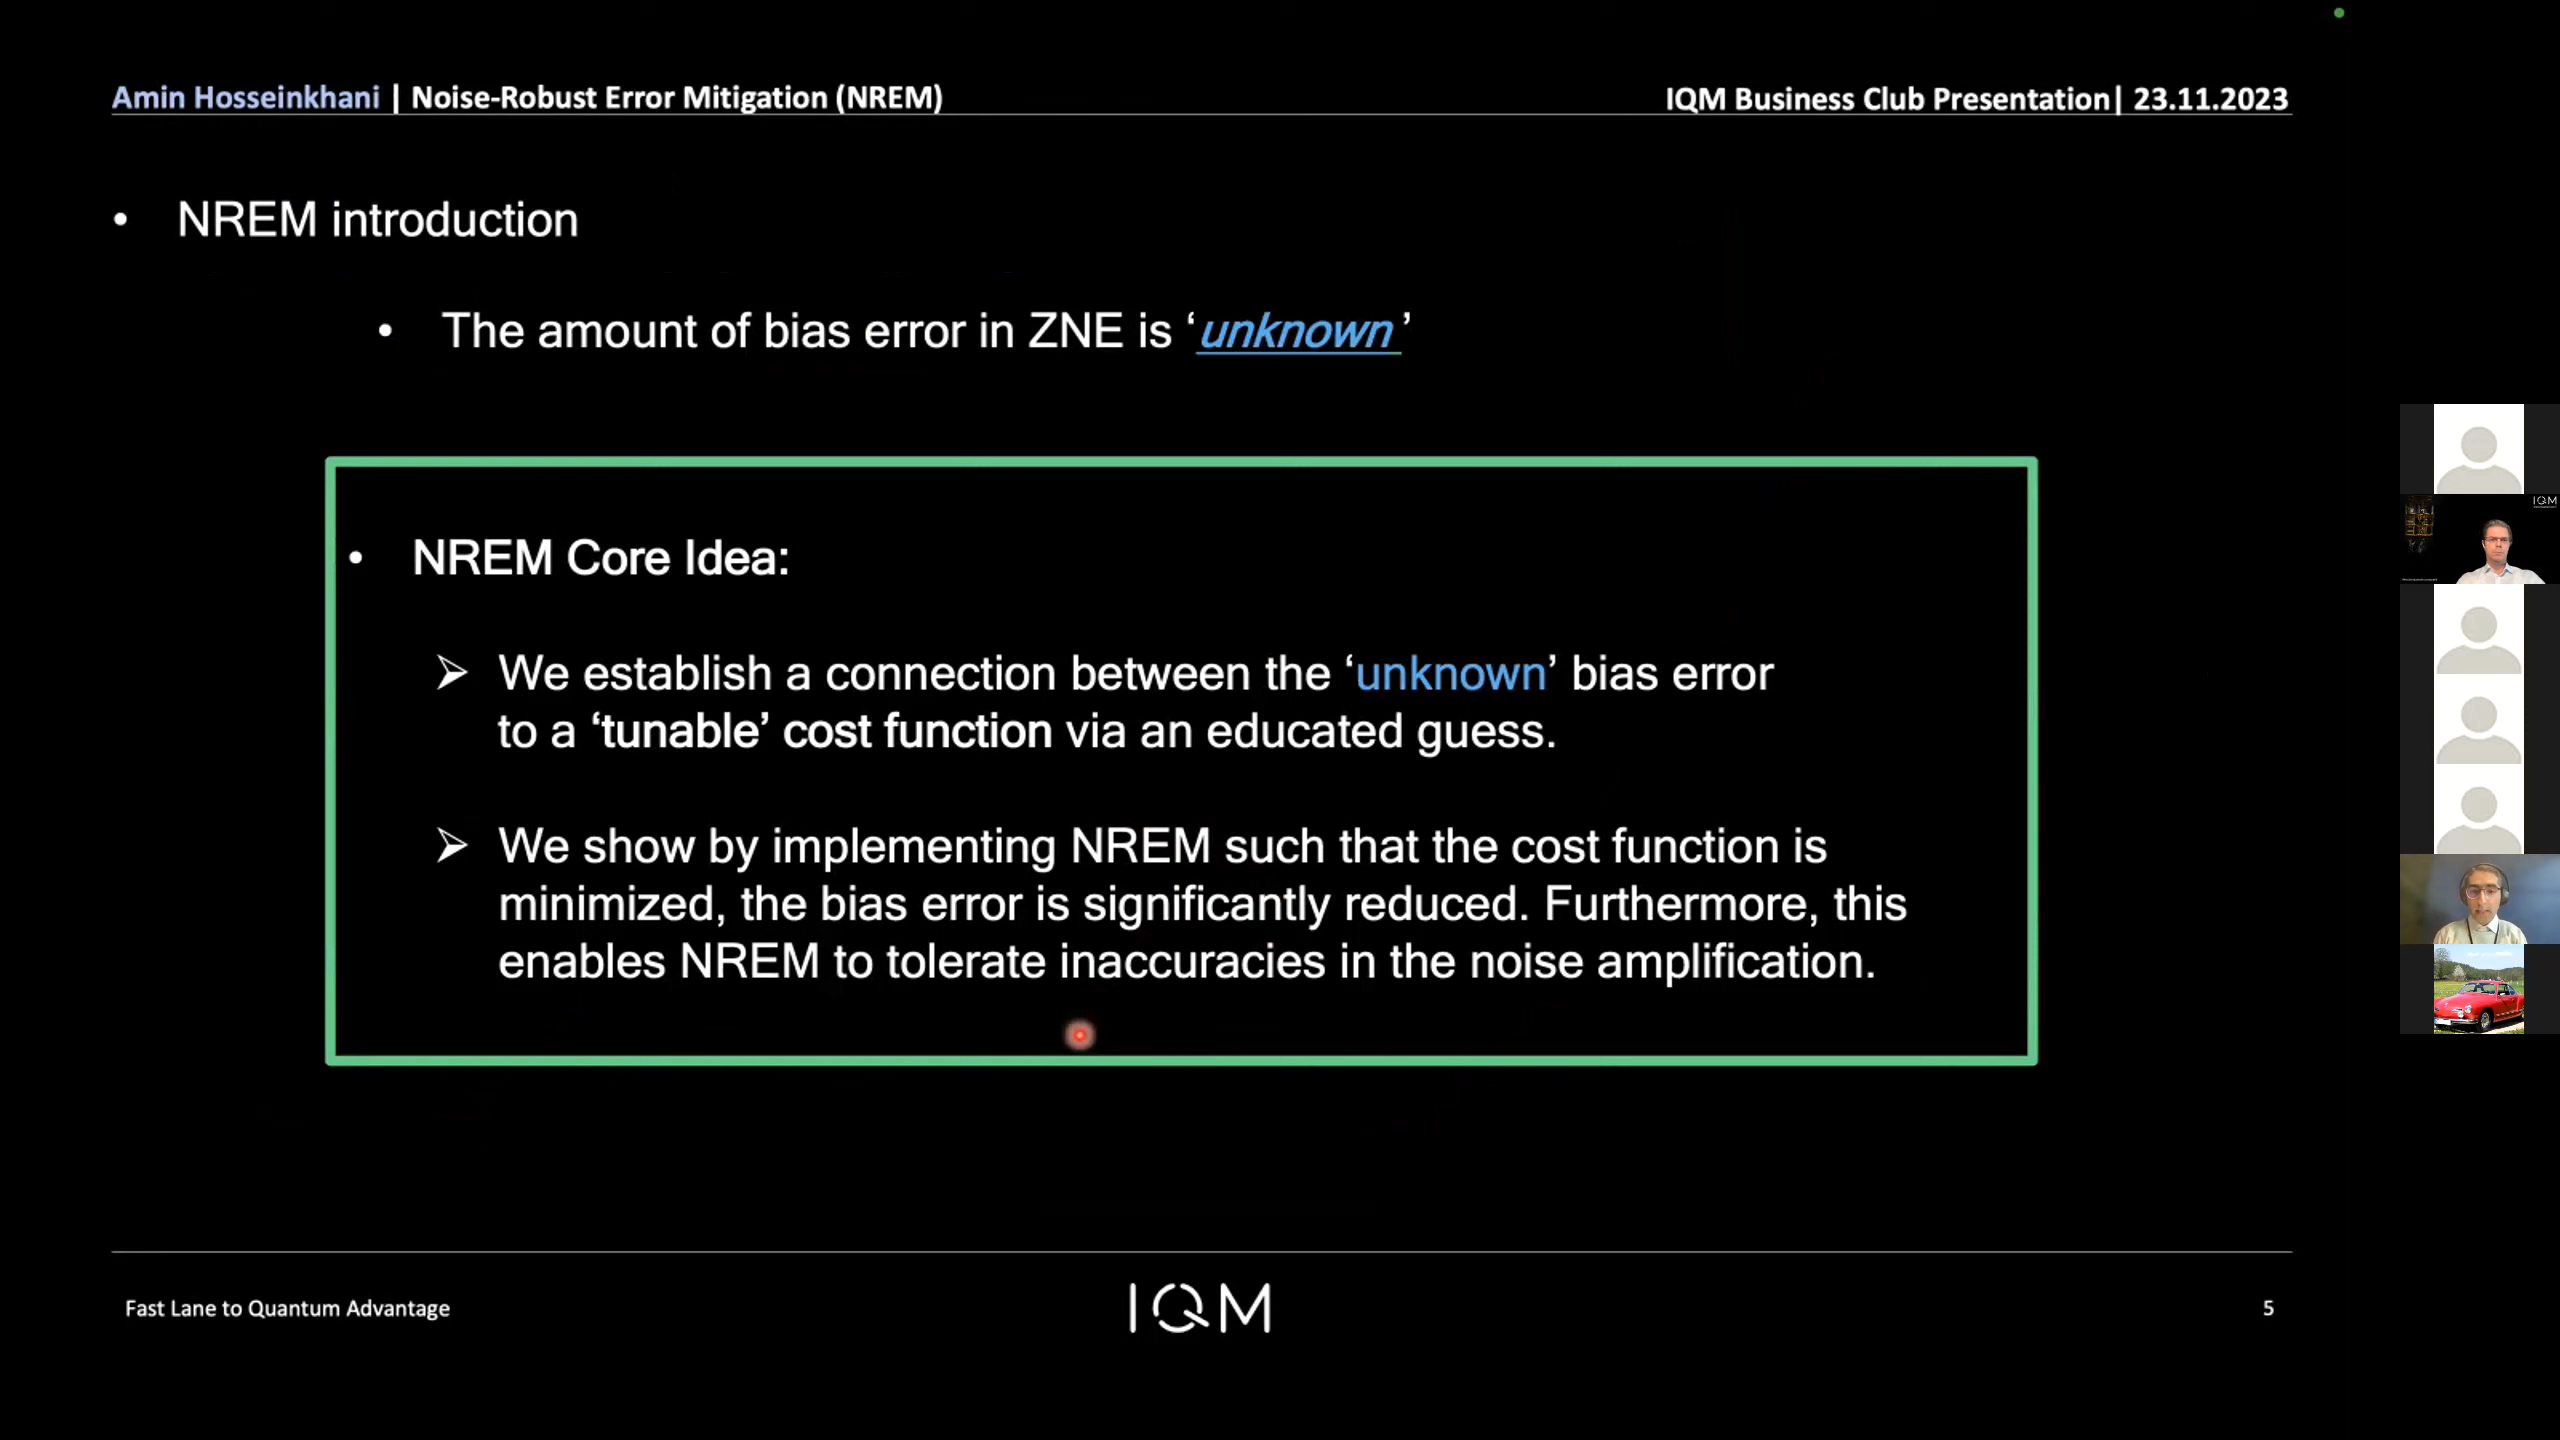 Amin Hosseinkhani | Noise-Robust Error Mitigation (NREM)
IQM Business Club Presentation| 23.11.2023
• NREM introduction
• The amount of bias error in ZNE is ‘unknown’
• NREM Core Idea:
➢ We establish a connection between the ‘unknown’ bias error
to a ‘tunable’ cost function via an educated guess.
➢ We show by implementing NREM such that the cost function is
minimized, the bias error is significantly reduced. Furthermore, this
enables NREM to tolerate inaccuracies in the noise amplification.
IQM
Fast Lane to Quantum Advantage
IQM
5